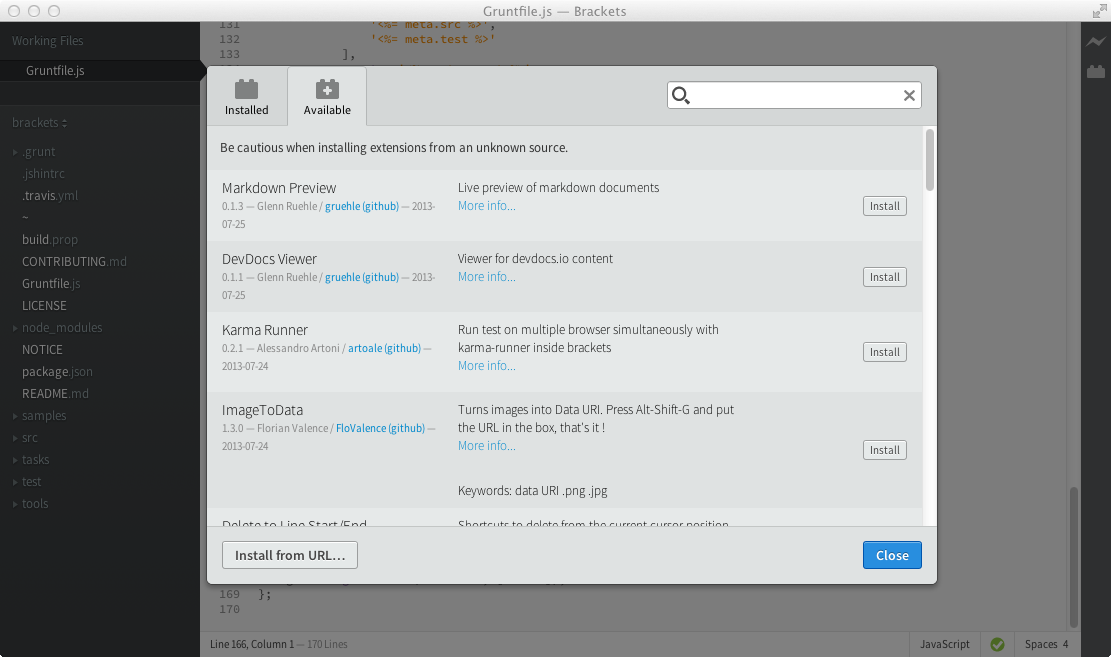 Gruntfile.js — Brackets
Working Files
Gruntfile.js
brackets
.grunt
.jshintrc
.travis.yml
~
build.prop
CONTRIBUTING.md
Gruntfile.js
LICENSE
node_modules
NOTICE
package.json
README.md
samples
src
tasks
test
tools
131 '<%= meta.src %>',
132 '<%= meta.test %>'
133 ],
Installed
Available
Be cautious when installing extensions from an unknown source.
Markdown Preview
0.1.3 — Glenn Ruehle / gruehle (github) — 2013-
07-25
Live preview of markdown documents
More info...
Install
DevDocs Viewer
0.1.1 — Glenn Ruehle / gruehle (github) — 2013-
07-25
Viewer for devdocs.io content
More info...
Install
Karma Runner
0.2.1 — Alessandro Artoni / artoale (github) —
2013-07-24
Run test on multiple browser simultaneously with
karma-runner inside brackets
More info...
Install
ImageToData
1.3.0 — Florian Valence / FloValence (github) —
2013-07-24
Turns images into Data URI. Press Alt-Shift-G and put
the URL in the box, that's it !
More info...
Keywords: data URI .png .jpg
Install
Delete to Line Start/End
Shortcuts to delete from the current cursor position
Install from URL...
Close
169 };
170
Line 166, Column 1 — 170 Lines
JavaScript
Spaces 4